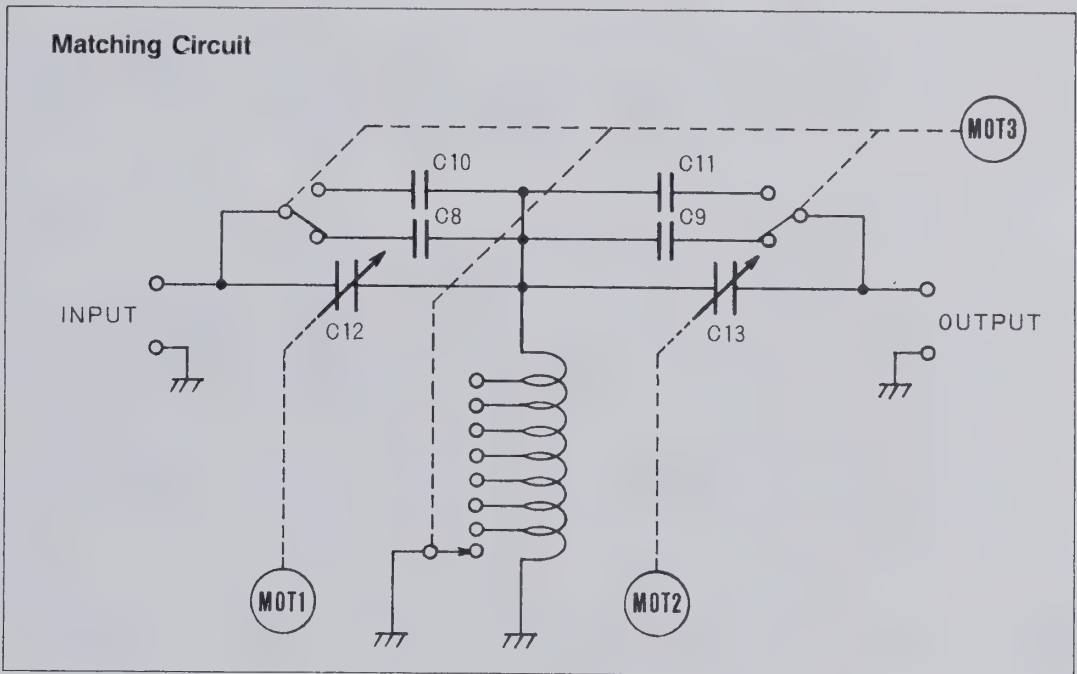 Matching Circuit
MOT3
C10
C11
C8
C9
INPUT
C12
C13
OUTPUT
MOT1
MOT2